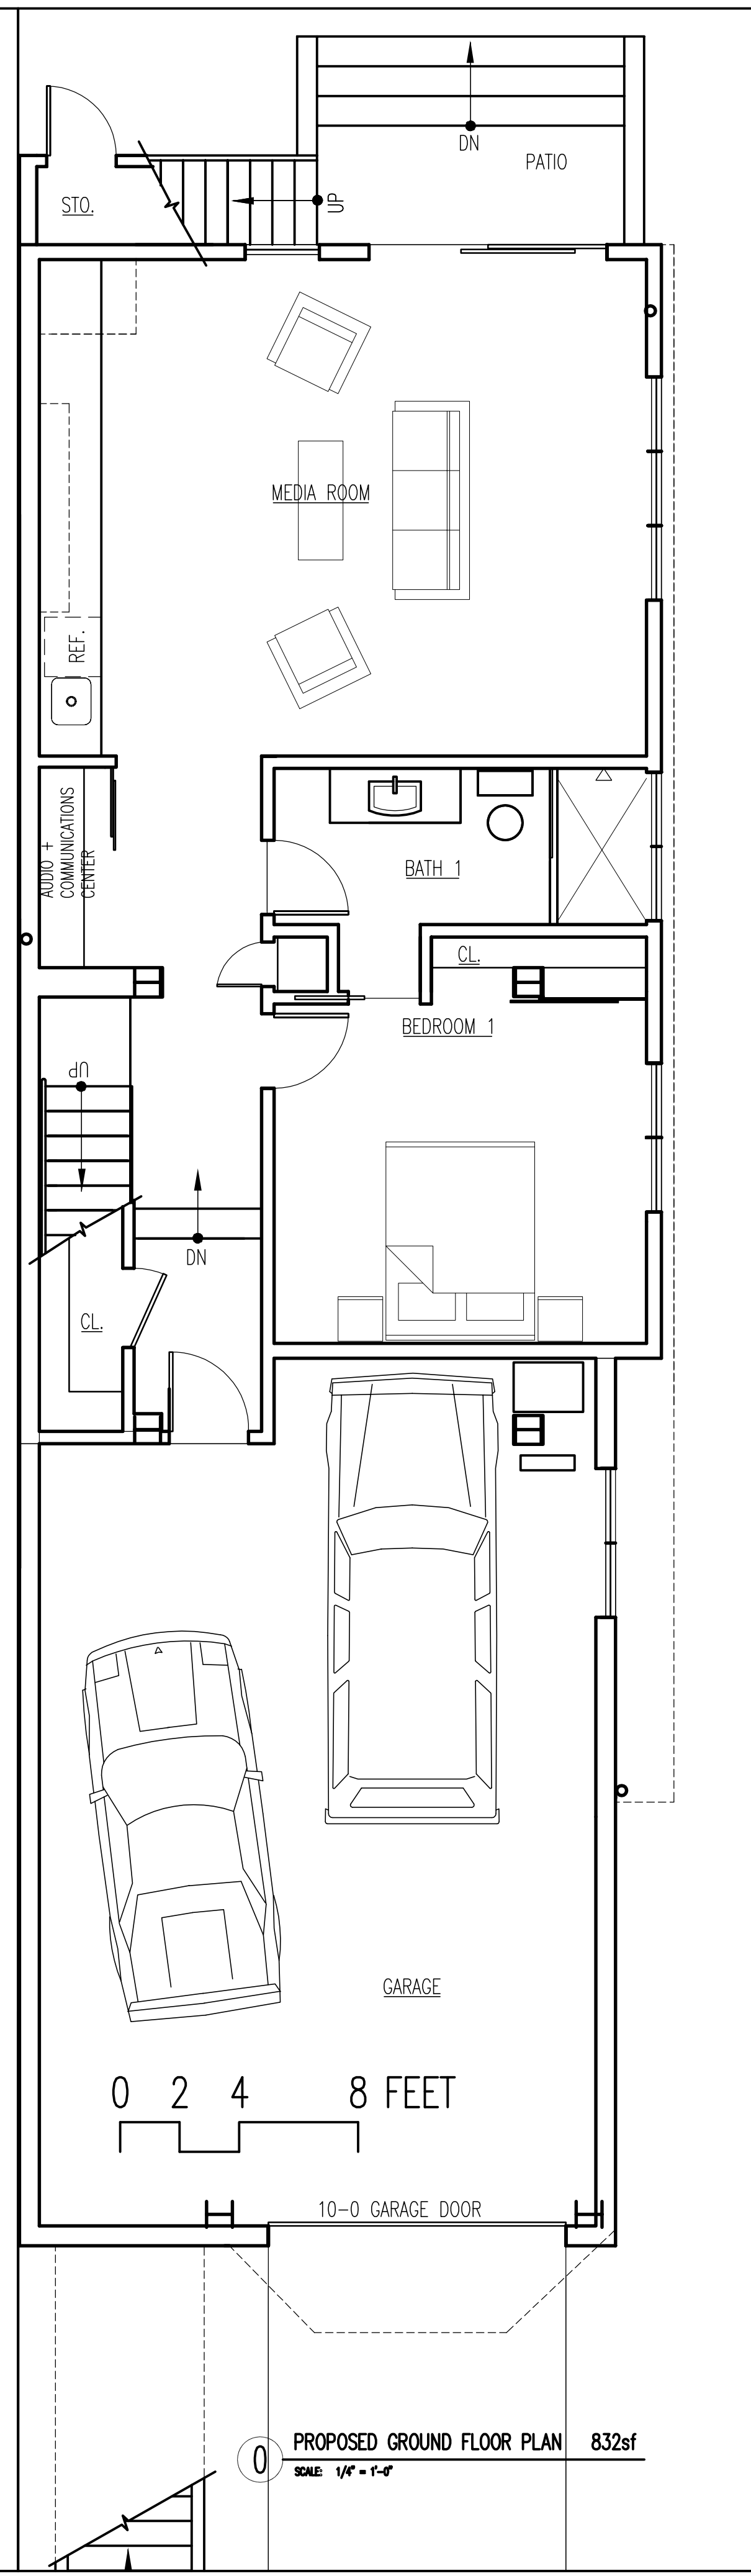 DN
PATIO
STO.
UP
MEDIA ROOM
REF.
AUDIO +
COMMUNICATIONS
CENTER
BATH 1
CL.
BEDROOM 1
UP
DN
CL.
GARAGE
0 2 4 8 FEET
10-0 GARAGE DOOR
0 PROPOSED GROUND FLOOR PLAN 832sf
SCALE: 1/4" = 1'-0"